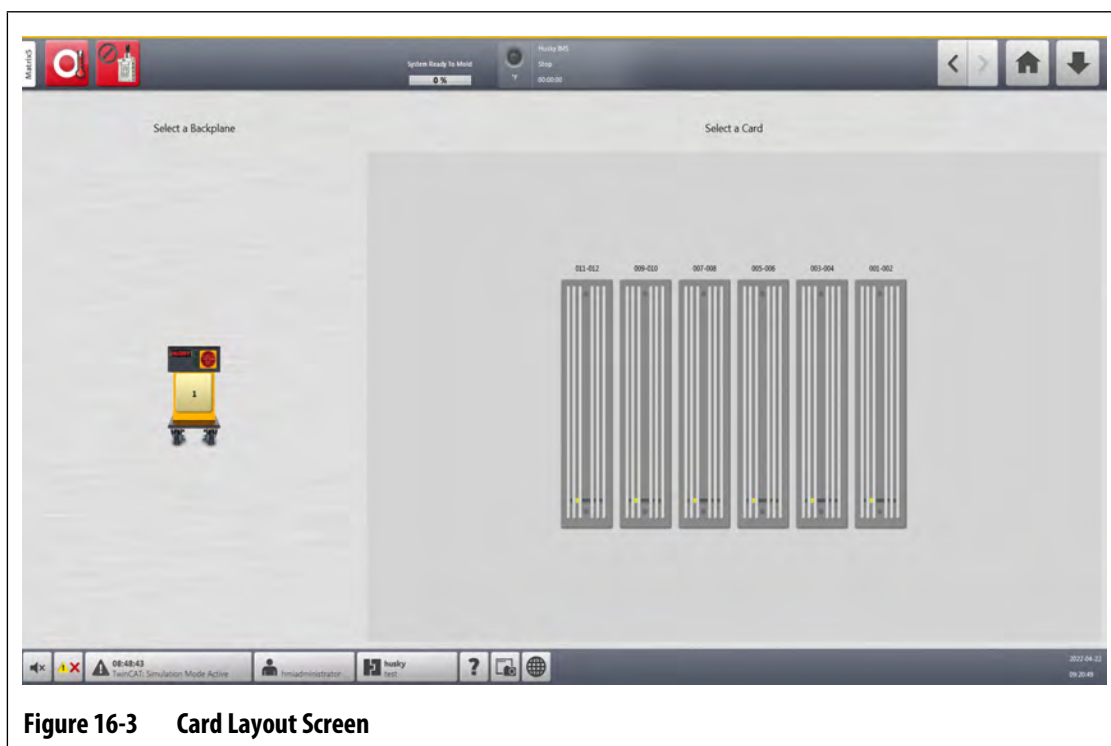 Matrix5
System Ready To Mold
0 %
°F
Husky IMS
Stop
00:00:00
Select a Backplane
Select a Card
011-012 009-010 007-008 005-006 003-004 001-002
HUSKY
1
08:48:43
TwinCAT: Simulation Mode Active
hmiadministrator
husky
test
?
2022-04-22
09:20:49
Figure 16-3 Card Layout Screen